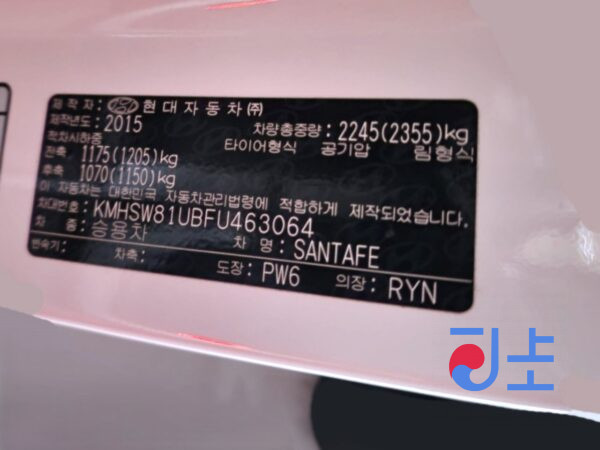 제 작 자: 현대자동차(주)
제작년도: 2015 차량총중량: 2245(2355)kg
적차시하중 타이어형식 공기압 림형식
전축: 1175(1205)kg
후축: 1070(1150)kg
이 자동차는 대한민국 자동차관리법령에 적합하게 제작되었습니다.
차대번호: KMHSW81UBFU463064
차 종: 승용차 차 명: SANTAFE
변속기: 차축: 도장: PW6 의장: RYN